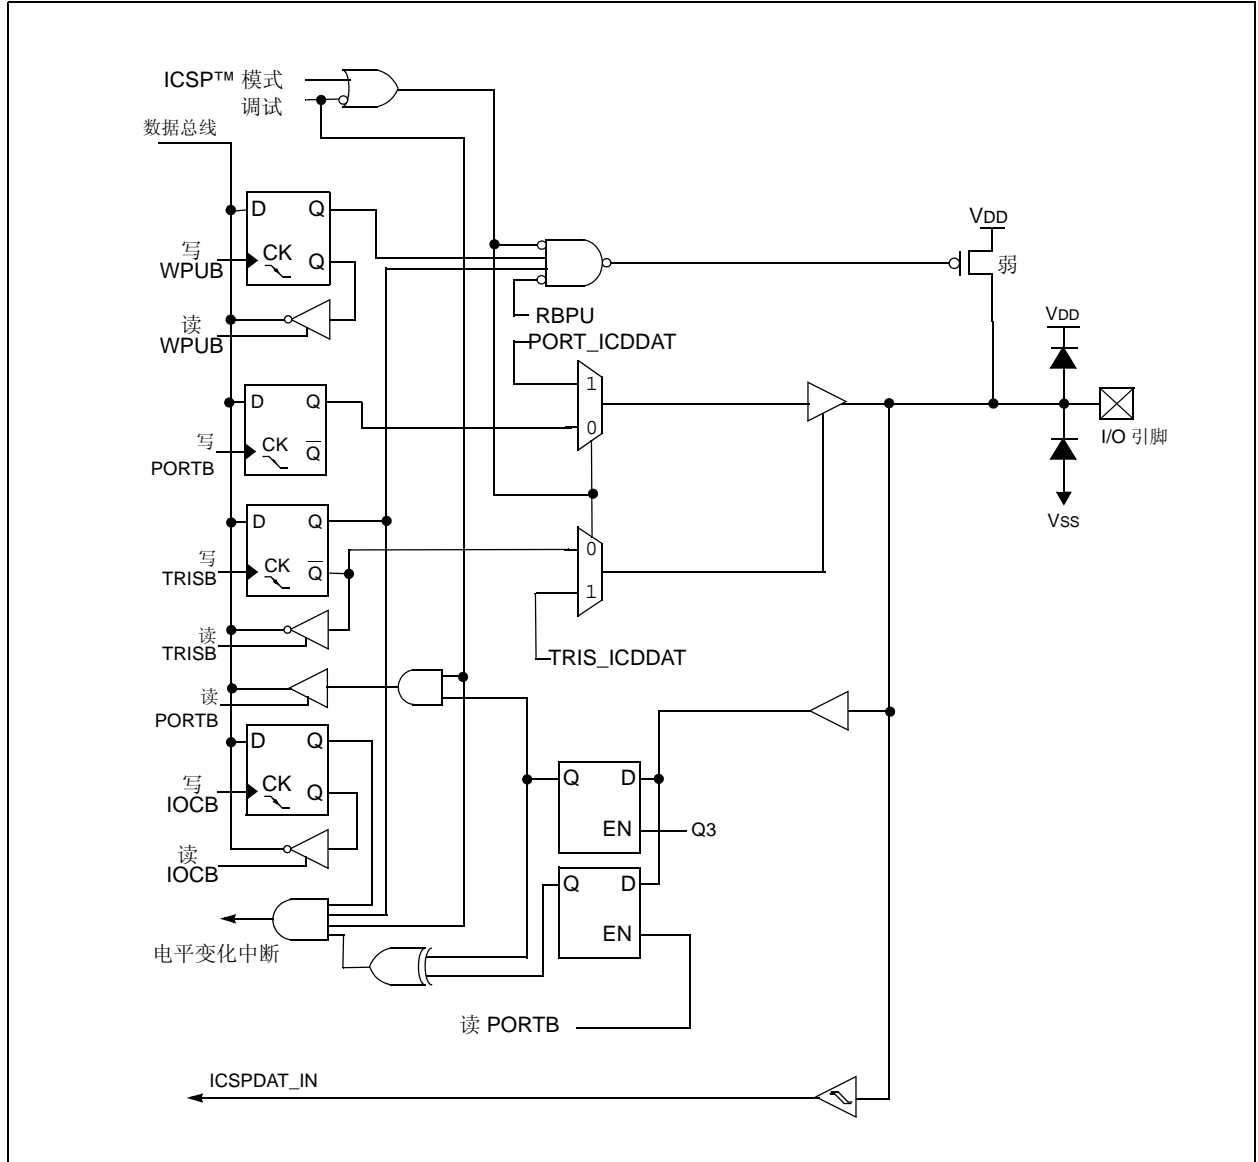 ICSP™ 模式
调试
数据总线
D Q
写
WPUB
CK
Q
读
WPUB
RBPU
VDD
弱
PORT_ICDDAT
1
0
VDD
I/O 引脚
VSS
D Q
写
PORTB
CK
Q
D Q
写
TRISB
CK
Q
0
1
读
TRISB
TRIS_ICDDAT
读
PORTB
D Q
写
IOCB
CK
Q
Q D
EN
Q3
读
IOCB
Q D
EN
电平变化中断
读 PORTB
ICSPDAT_IN